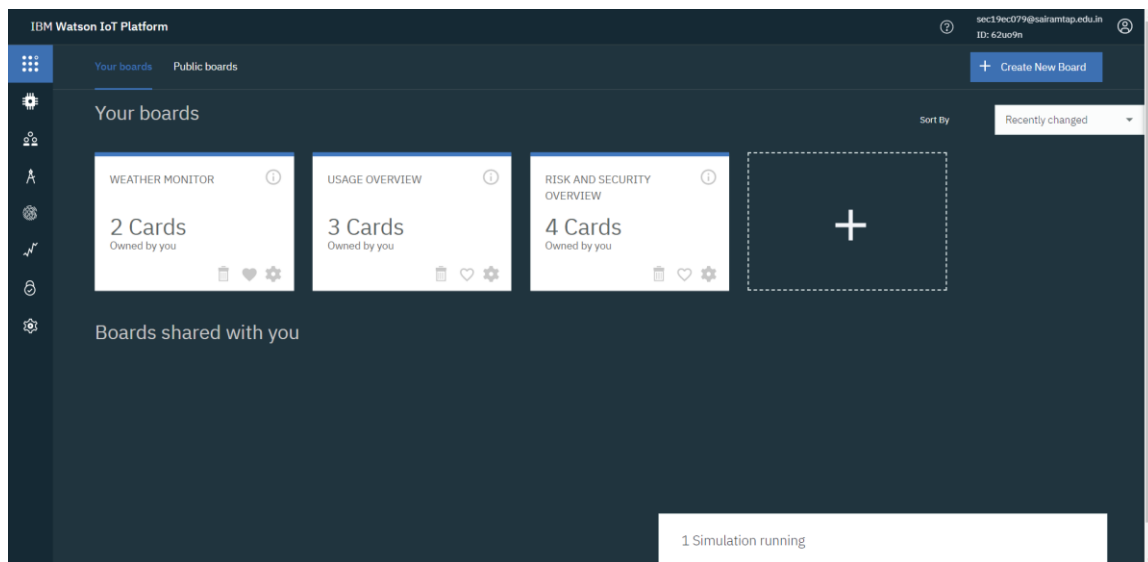 IBM Watson IoT Platform
sec19ec079@sairamtap.edu.in
ID: 62uo9n
Your boards Public boards
+ Create New Board
Your boards
Sort By Recently changed
WEATHER MONITOR
2 Cards
Owned by you
USAGE OVERVIEW
3 Cards
Owned by you
RISK AND SECURITY
OVERVIEW
4 Cards
Owned by you
Boards shared with you
1 Simulation running